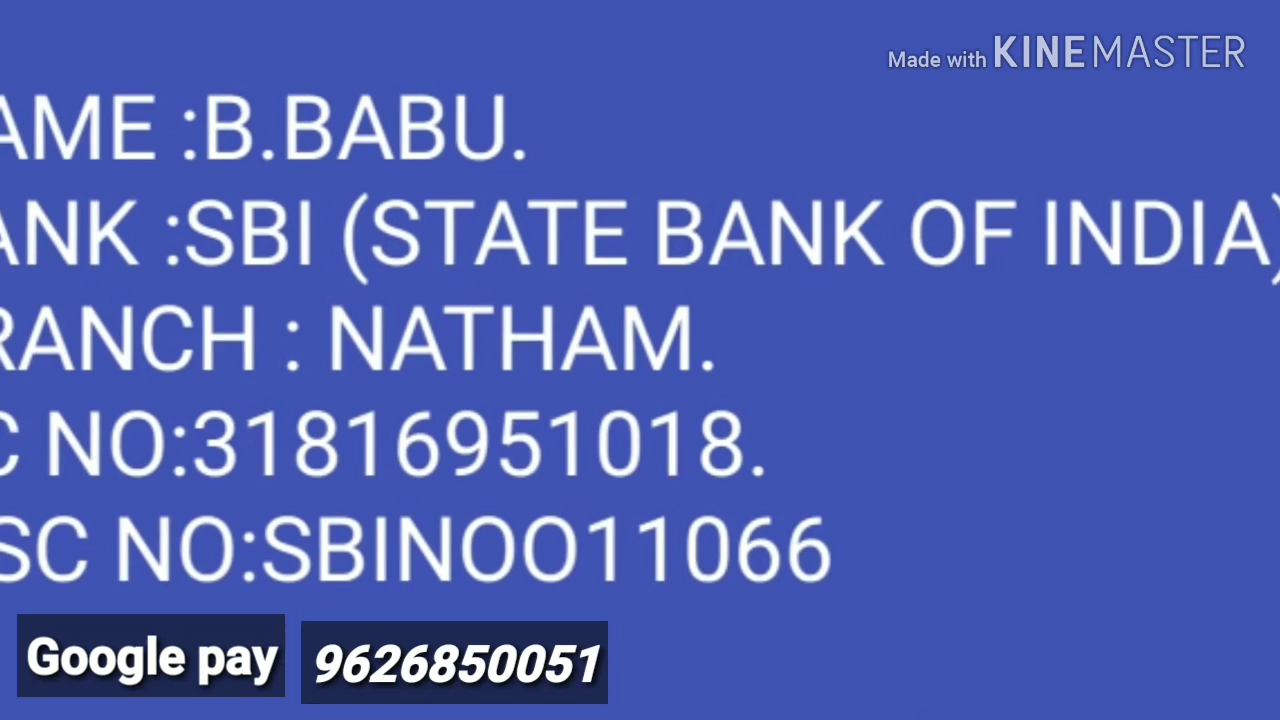 Made with KINEMASTER
AME :B.BABU.
ANK :SBI (STATE BANK OF INDIA)
RANCH : NATHAM.
C NO:31816951018.
SC NO:SBINOO11066
Google pay 9626850051